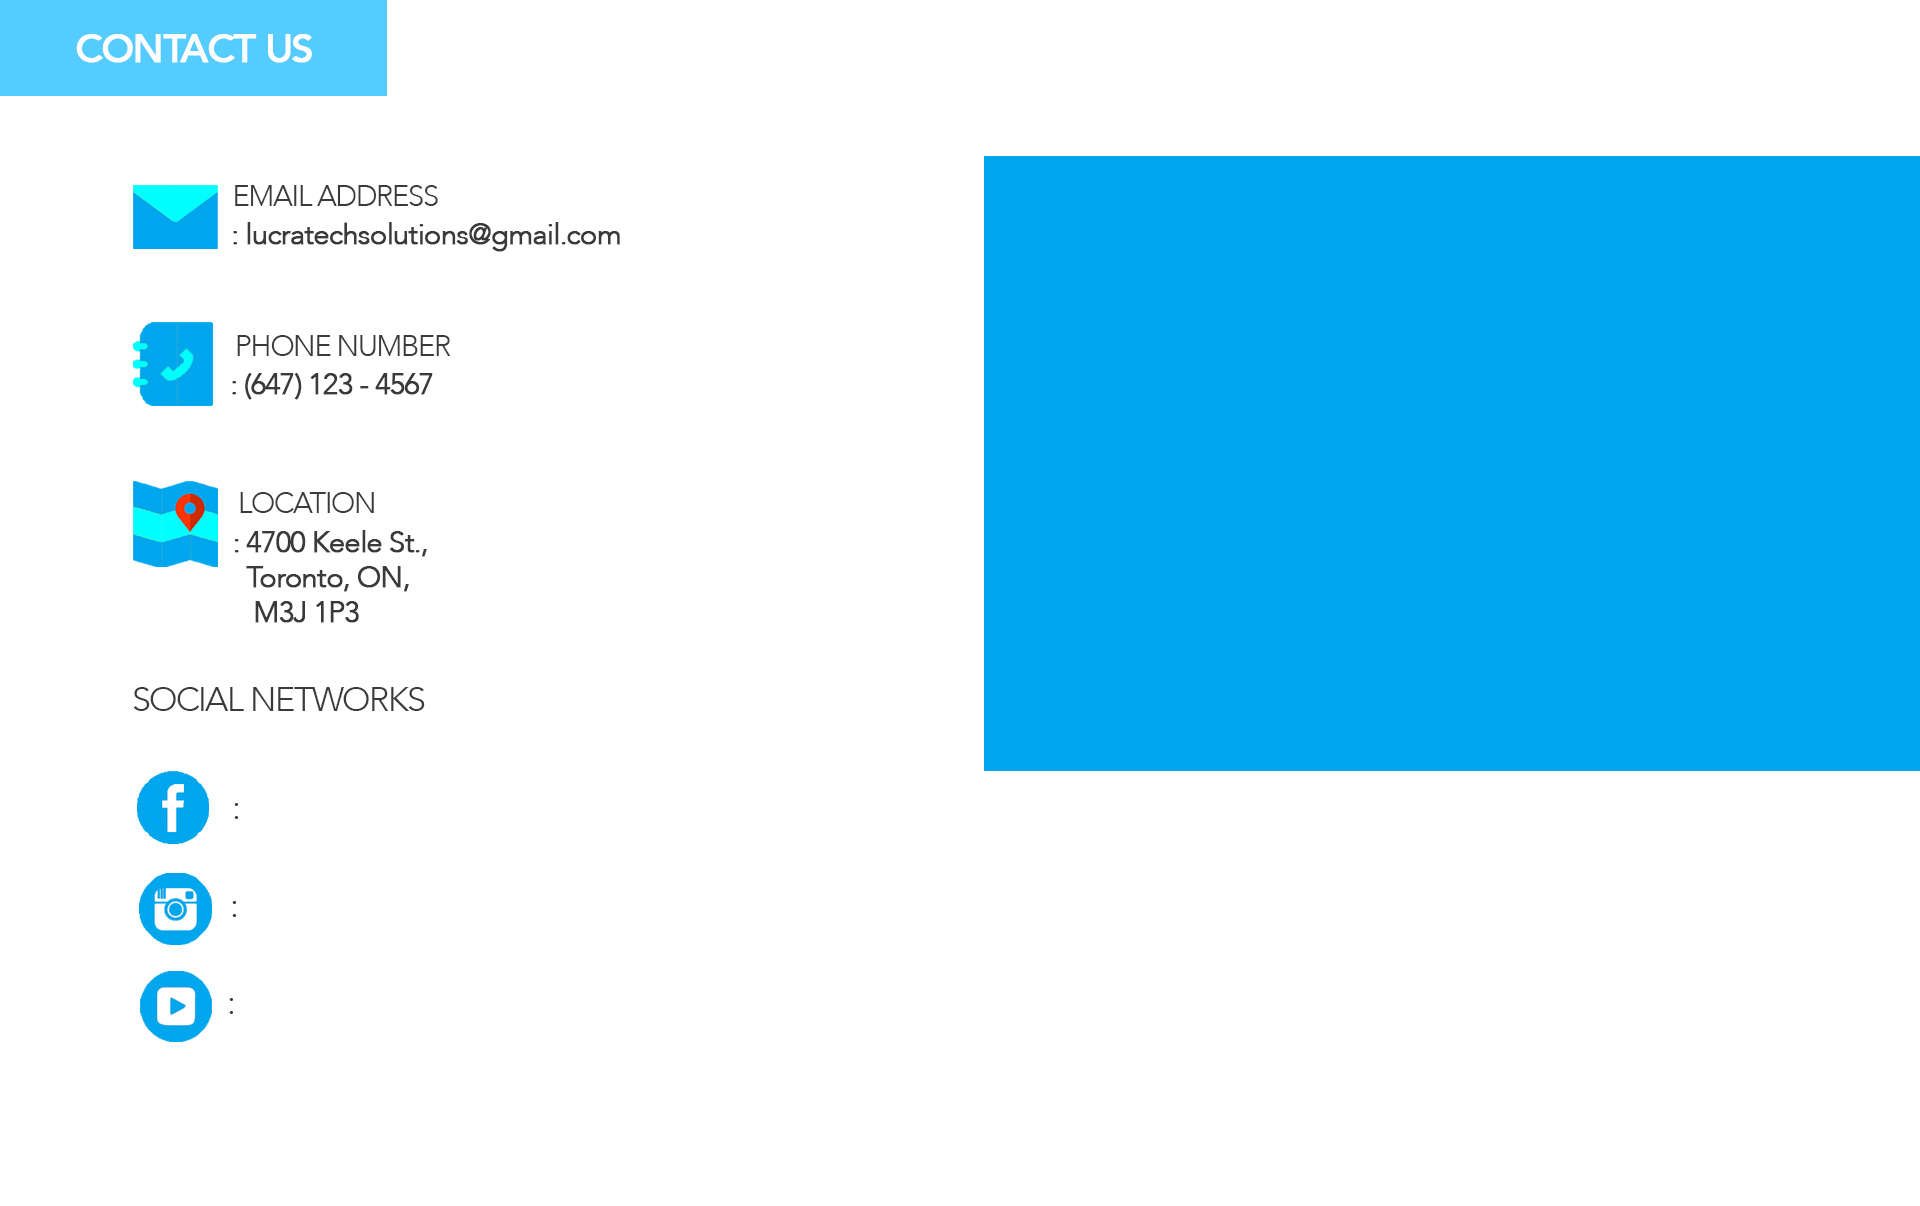 CONTACT US
EMAIL ADDRESS
: lucratechsolutions@gmail.com
PHONE NUMBER
: (647) 123 - 4567
LOCATION
: 4700 Keele St.,
Toronto, ON,
M3J 1P3
SOCIAL NETWORKS
:
:
: